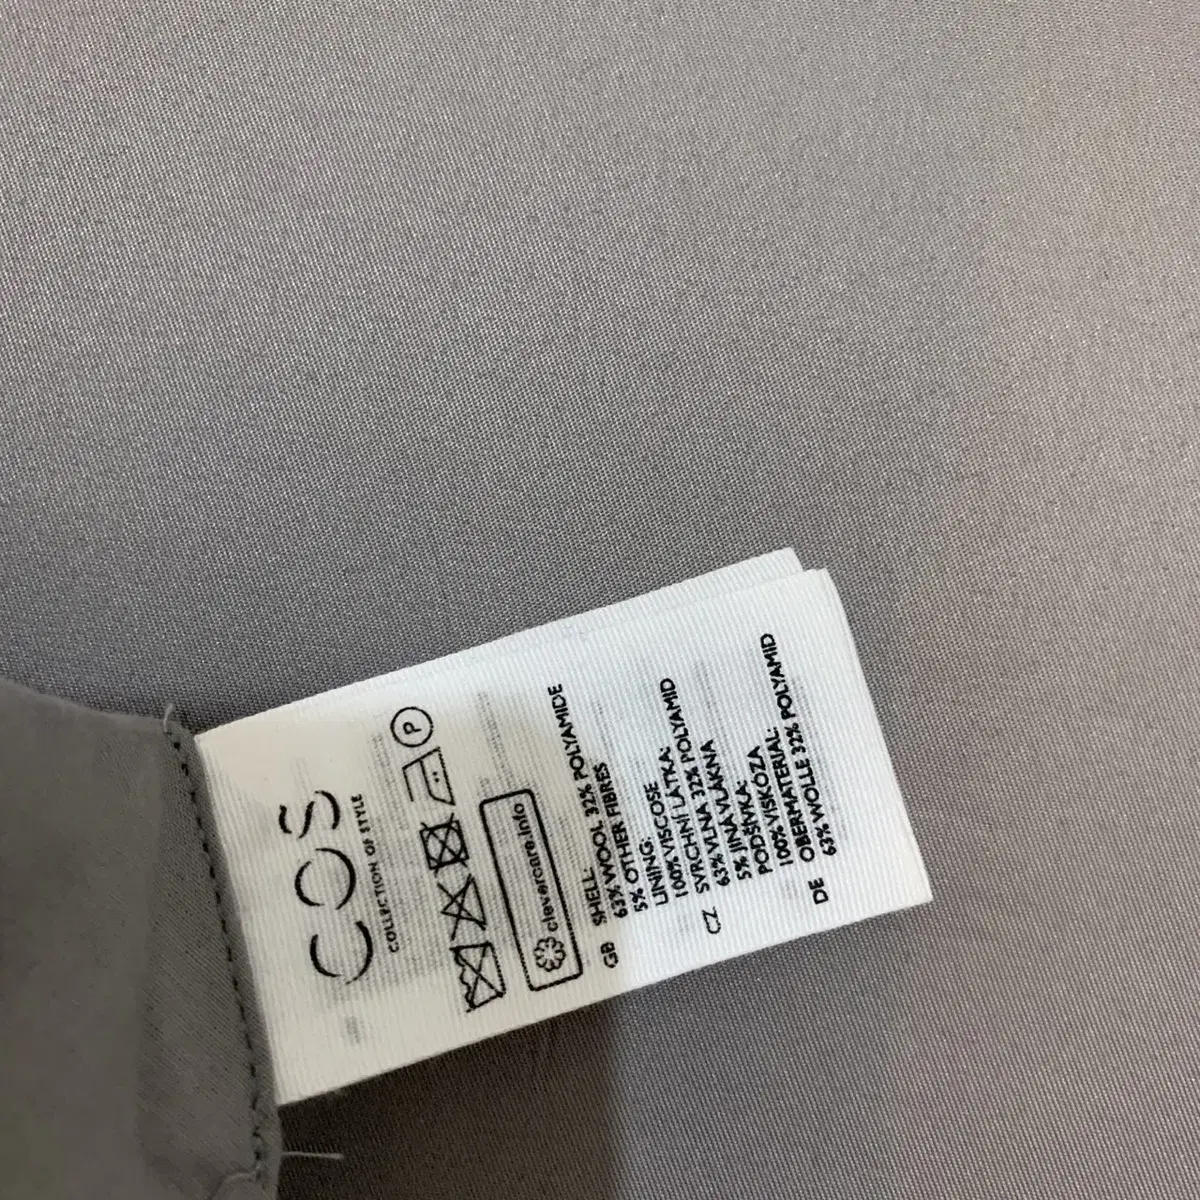 COS
COLLECTION OF STYLE
P
clevercare.info
GB SHELL:
63% WOOL 32% POLYAMIDE
5% OTHER FIBRES
LINING:
100% VISCOSE
CZ SVRCHNÍ LÁTKA:
63% VLNA 32% POLYAMID
5% JINÁ VLÁKNA
PODŠÍVKA:
100% VISKÓZA
DE OBERMATERIAL:
63% WOLLE 32% POLYAMID